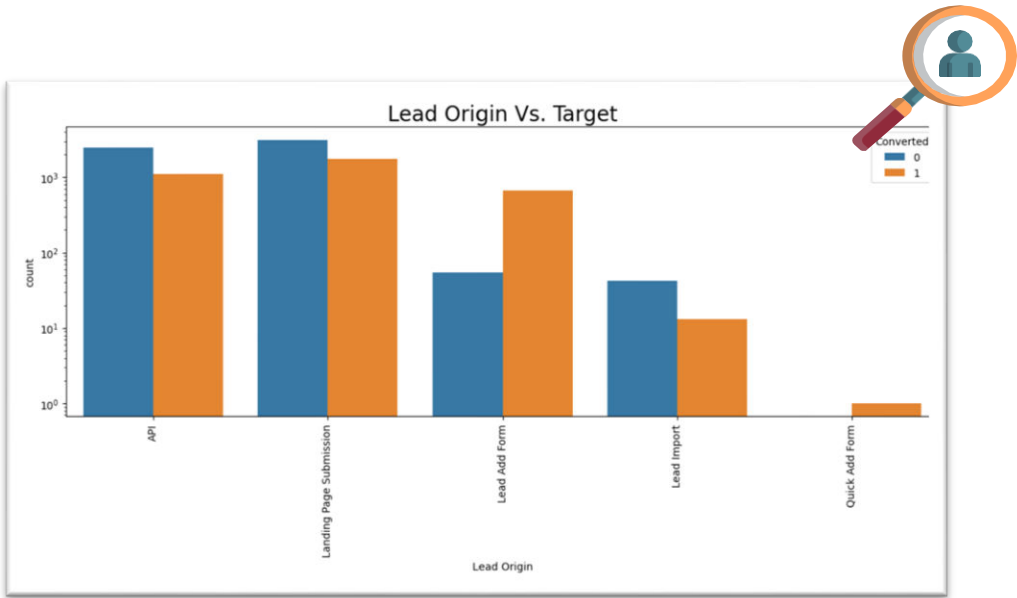 Lead Origin Vs. Target
Converted
0
1
10³
10²
10¹
10⁰
count
API
Landing Page Submission
Lead Add Form
Lead Import
Quick Add Form
Lead Origin